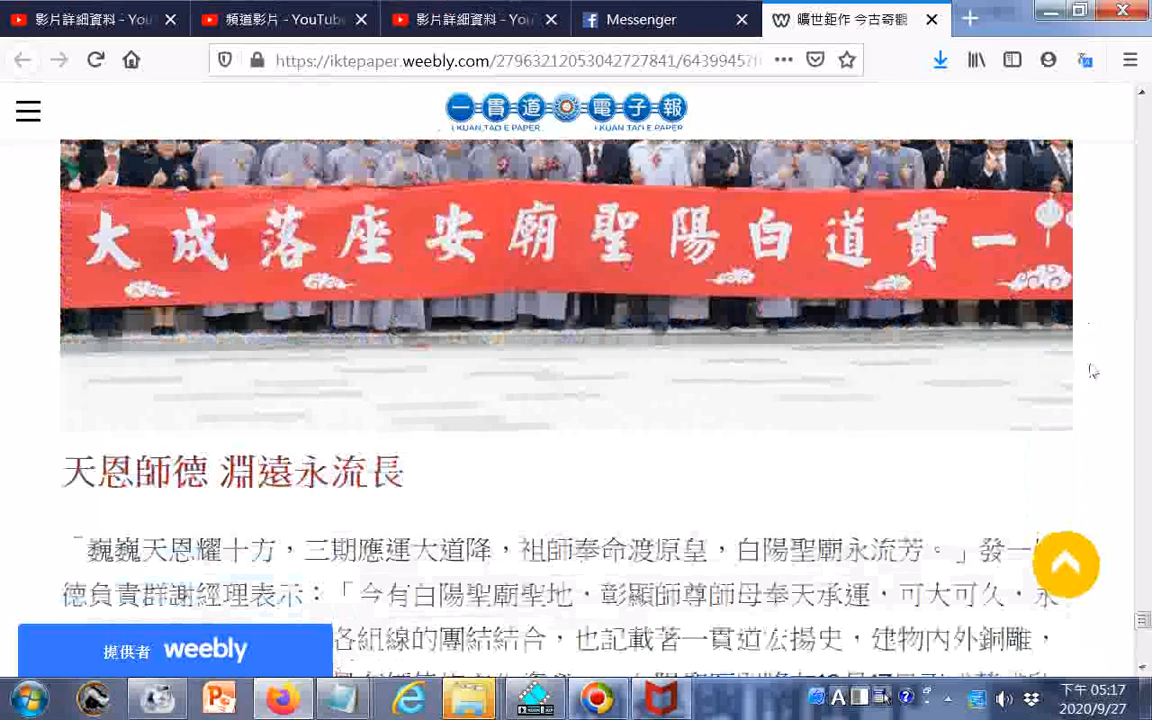 影片詳細資料 - You
頻道影片 - YouTube
影片詳細資料 - You
Messenger
曠世鉅作 今古奇觀
https://iktepaper.weebly.com/27963212053042727841/64399457
一貫道電子報
I KUAN TAO E PAPER
I KUAN TAO E PAPER
大成落座安廟聖陽白道貫一
天恩師德 淵遠永流長
「巍巍天恩耀十方，三期應運大道降，祖師奉命渡原皇，白陽聖廟永流芳。」發一
德負責群謝經理表示：「今有白陽聖廟聖地，彰顯師尊師母奉天承運，可大可久，永
各組線的團結結合，也記載著一貫道宏揚史，建物內外銅雕，
提供者 weebly
下午 05:17
2020/9/27